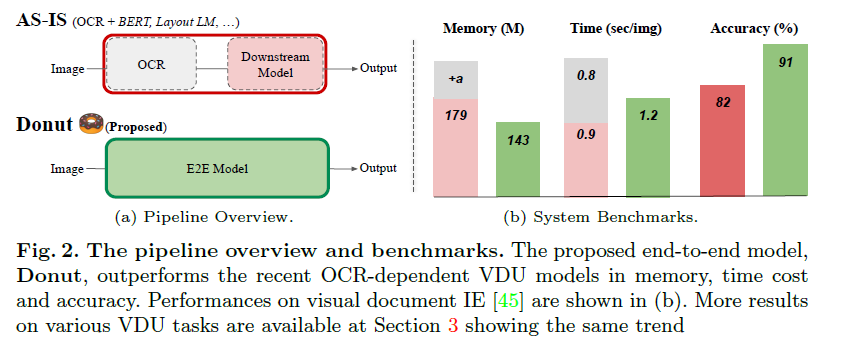 AS-IS (OCR + BERT, Layout LM, ...)
Image
OCR
Downstream
Model
Output
Donut 🍩 (Proposed)
Image
E2E Model
Output
(a) Pipeline Overview.
Memory (M)
Time (sec/img)
Accuracy (%)
+a
179
143
0.8
0.9
1.2
82
91
(b) System Benchmarks.
Fig. 2. The pipeline overview and benchmarks. The proposed end-to-end model,
Donut, outperforms the recent OCR-dependent VDU models in memory, time cost
and accuracy. Performances on visual document IE [45] are shown in (b). More results
on various VDU tasks are available at Section 3 showing the same trend